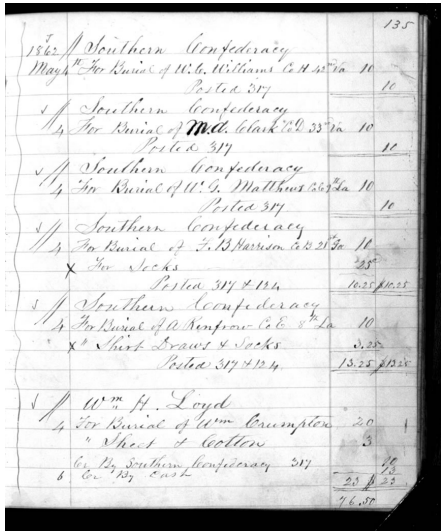 135
1862 // Southern Confederacy
May 4th For Burial of W. C. Williams Co H. 42nd Va 10
Posted 317 10
s // Southern Confederacy
4 For Burial of M.A. Clark Co D 33rd Va 10
Posted 317 10
s // Southern Confederacy
4 For Burial of W. J. Matthews Co C 9th La 10
Posted 317 10
s // Southern Confederacy
4 For Burial of F. B Harrison Co B 28th 10
x " For Socks 25
Posted 317 & 124 10.25 $10.25
s // Southern Confederacy
4 For Burial of A Renfrow Co E 8th La 10
x " Shirt Draws & Socks 3.25
Posted 317 & 124 13.25 $13.25
s // Wm H. Loyd
4 For Burial of Wm Crumpton 20
" Sheet & Cotton 3
Cr By Southern Confederacy 317 10
6 Cr By Cash 13
23 $ 23
76.50